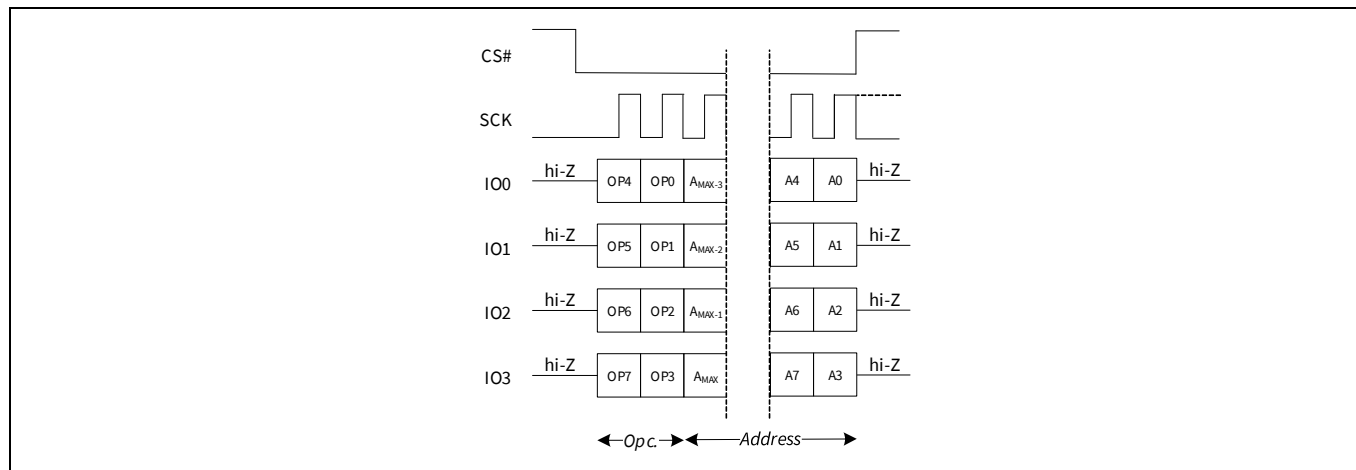 CS#
SCK
IO0 hi-Z OP4 OP0 AMAX-3 A4 A0 hi-Z
IO1 hi-Z OP5 OP1 AMAX-2 A5 A1 hi-Z
IO2 hi-Z OP6 OP2 AMAX-1 A6 A2 hi-Z
IO3 hi-Z OP7 OP3 AMAX A7 A3 hi-Z
Opc. Address